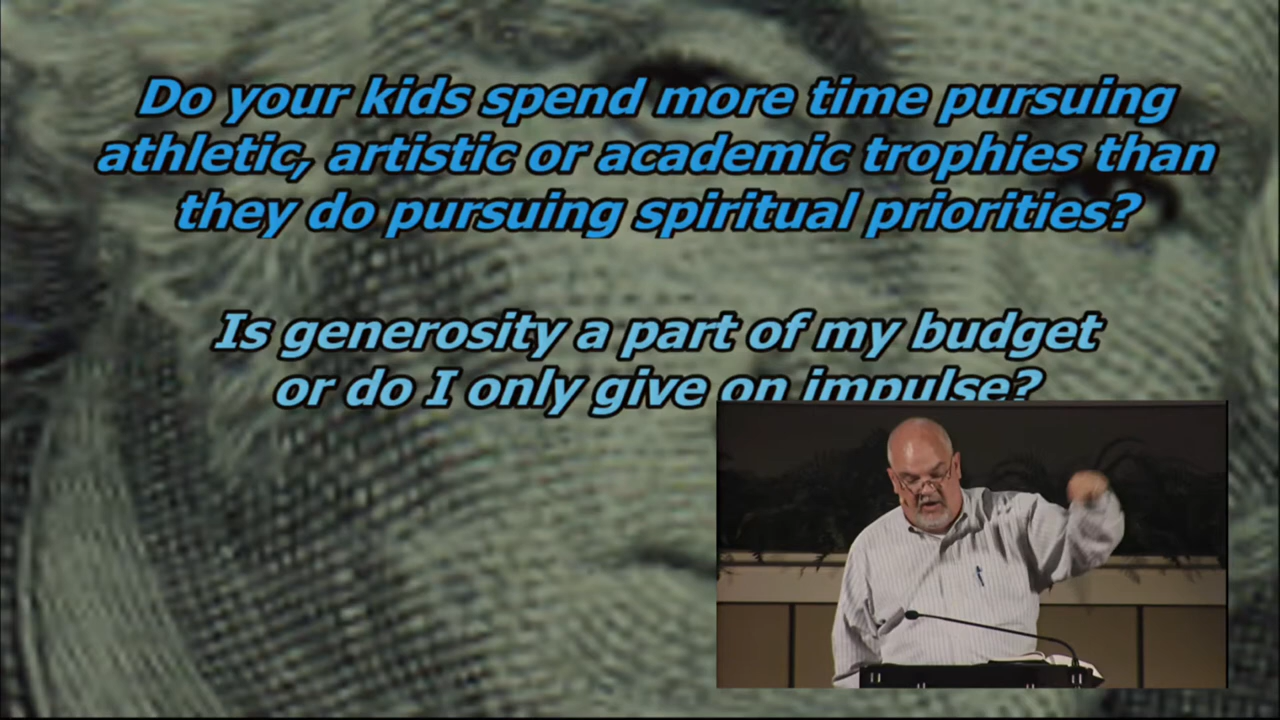 Do your kids spend more time pursuing
athletic, artistic or academic trophies than
they do pursuing spiritual priorities?
Is generosity a part of my budget
or do I only give on impulse?